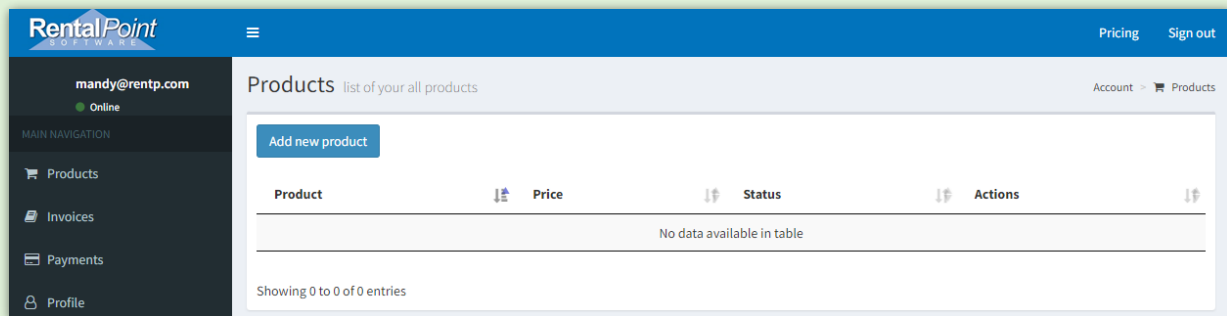 RentalPoint
SOFTWARE
Pricing Sign out
mandy@rentp.com
Online
MAIN NAVIGATION
Products
Invoices
Payments
Profile
Products list of your all products
Account > Products
Add new product
Product Price Status Actions
No data available in table
Showing 0 to 0 of 0 entries